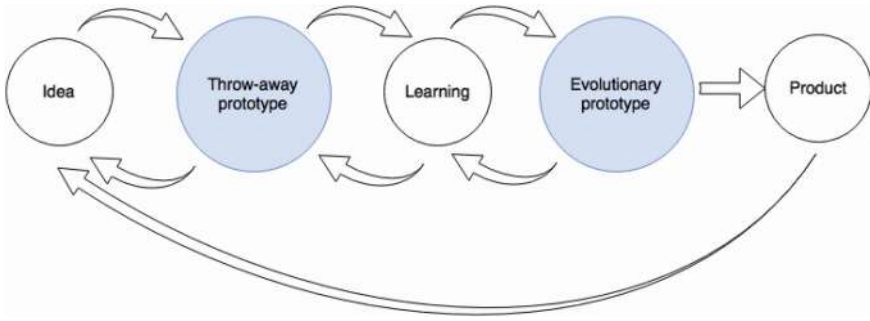 Idea
Throw-away
prototype
Learning
Evolutionary
prototype
Product